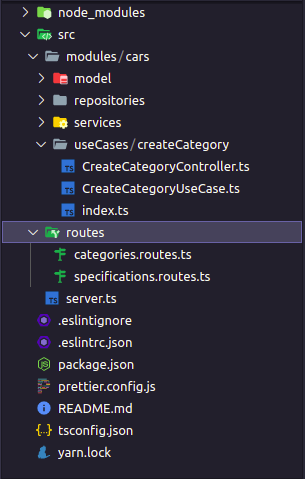 node_modules
src
modules/cars
model
repositories
services
useCases/createCategory
CreateCategoryController.ts
CreateCategoryUseCase.ts
index.ts
routes
categories.routes.ts
specifications.routes.ts
server.ts
.eslintignore
.eslintrc.json
package.json
prettier.config.js
README.md
tsconfig.json
yarn.lock